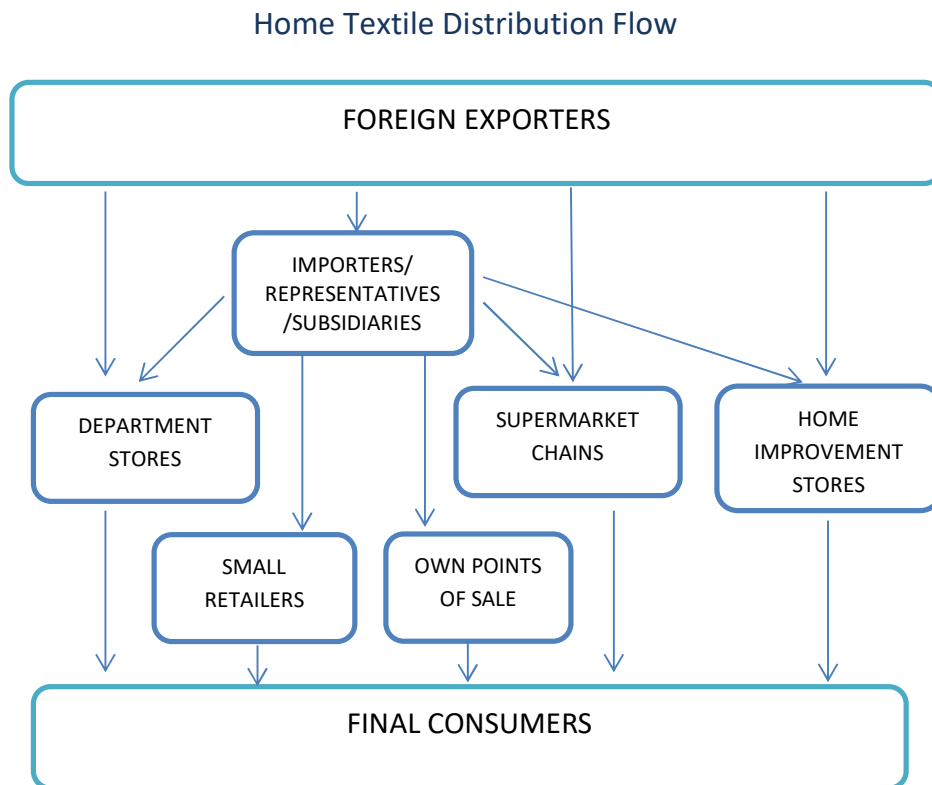 Home Textile Distribution Flow
FOREIGN EXPORTERS
IMPORTERS/
REPRESENTATIVES
/SUBSIDIARIES
DEPARTMENT
STORES
SUPERMARKET
CHAINS
HOME
IMPROVEMENT
STORES
SMALL
RETAILERS
OWN POINTS
OF SALE
FINAL CONSUMERS